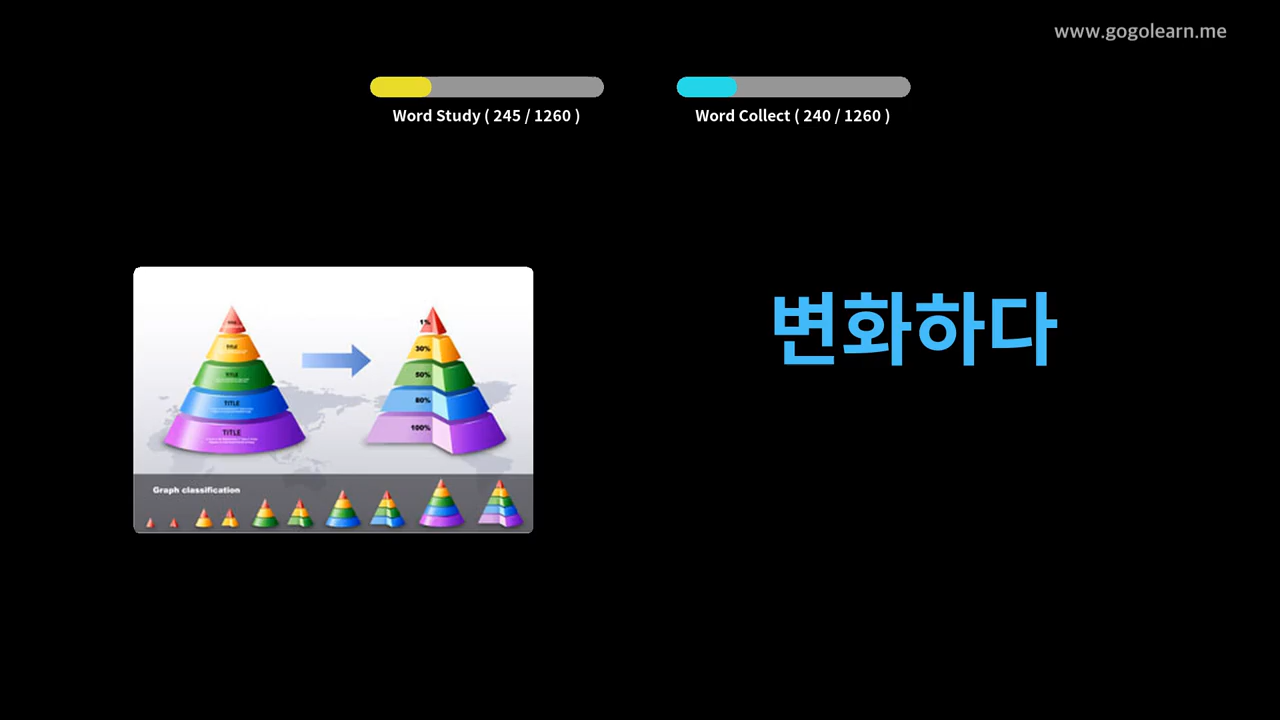 www.gogolearn.me
Word Study ( 245 / 1260 )
Word Collect ( 240 / 1260 )
변화하다
TITLE
TITLE
TITLE
TITLE
1%
30%
50%
80%
100%
Graph classification